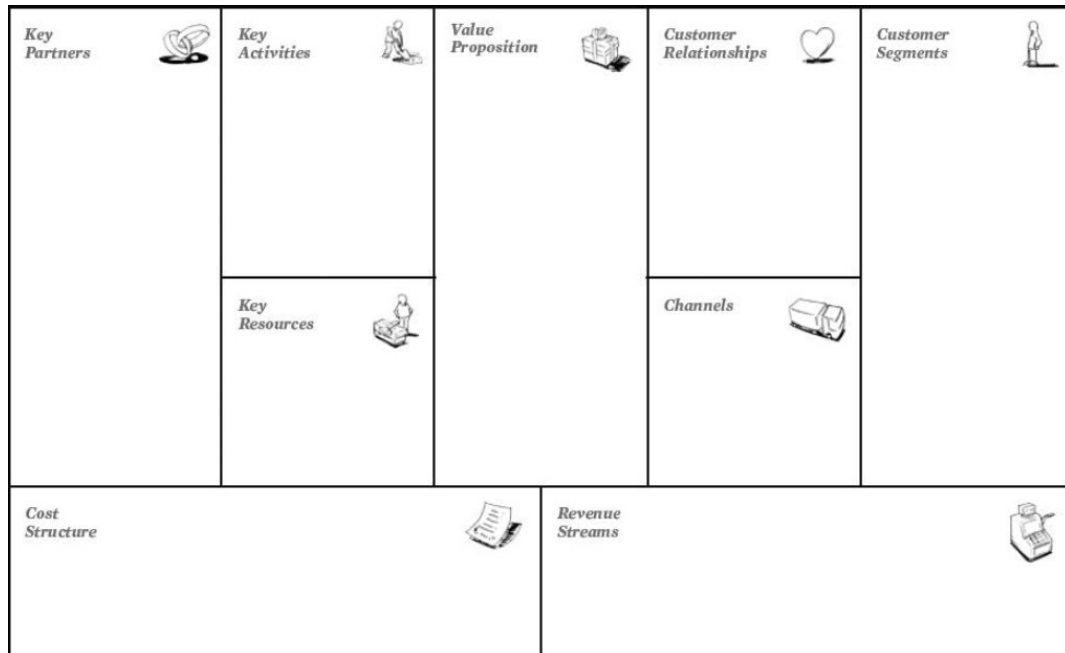 Key
Partners
Key
Activities
Value
Proposition
Customer
Relationships
Customer
Segments
Key
Resources
Channels
Cost
Structure
Revenue
Streams